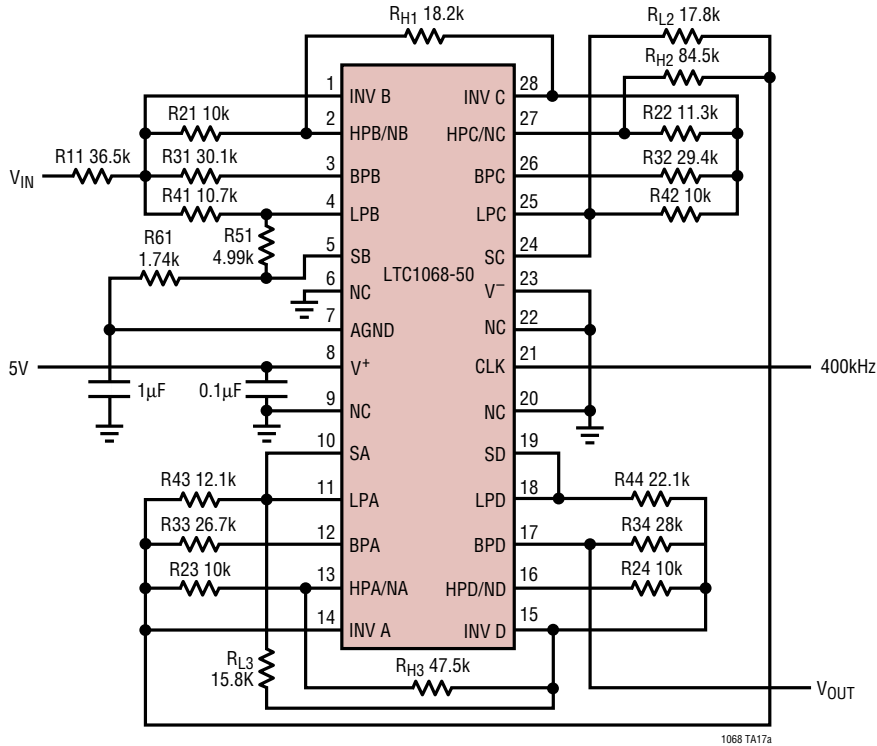 RH1 18.2k
RL2 17.8k
RH2 84.5k
1 INV B
INV C 28
R21 10k
2 HPB/NB
HPC/NC 27
R22 11.3k
R11 36.5k
R31 30.1k
3 BPB
BPC 26
R32 29.4k
VIN
R41 10.7k
4 LPB
LPC 25
R42 10k
R61
1.74k
R51
4.99k
5 SB
SC 24
LTC1068-50
6 NC
V– 23
7 AGND
NC 22
5V
8 V+
CLK 21
400kHz
1µF
0.1µF
9 NC
NC 20
10 SA
SD 19
R43 12.1k
11 LPA
LPD 18
R44 22.1k
R33 26.7k
12 BPA
BPD 17
R34 28k
R23 10k
13 HPA/NA
HPD/ND 16
R24 10k
14 INV A
INV D 15
RL3
15.8K
RH3 47.5k
VOUT
1068 TA17a